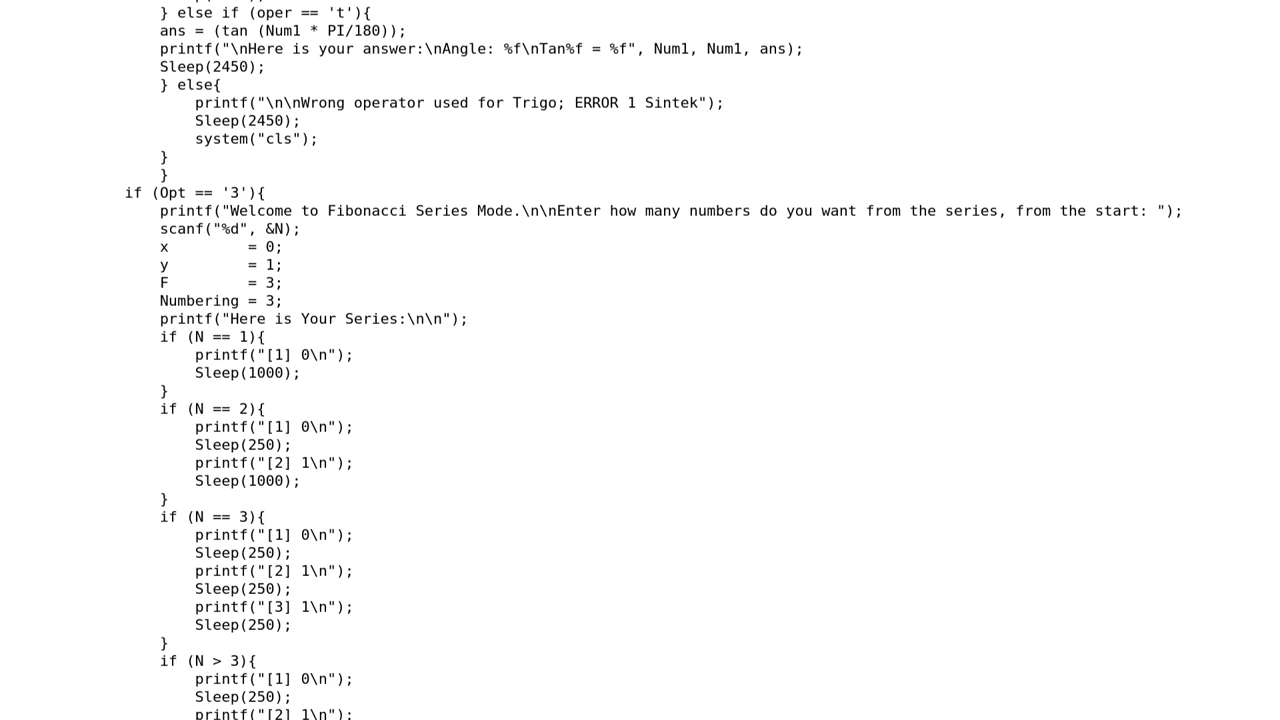 } else if (oper == 't'){
ans = (tan (Num1 * PI/180));
printf("\nHere is your answer:\nAngle: %f\nTan%f = %f", Num1, Num1, ans);
Sleep(2450);
} else{
printf("\n\nWrong operator used for Trigo; ERROR 1 Sintek");
Sleep(2450);
system("cls");
}
}
if (Opt == '3'){
printf("Welcome to Fibonacci Series Mode.\n\nEnter how many numbers do you want from the series, from the start: ");
scanf("%d", &N);
x = 0;
y = 1;
F = 3;
Numbering = 3;
printf("Here is Your Series:\n\n");
if (N == 1){
printf("[1] 0\n");
Sleep(1000);
}
if (N == 2){
printf("[1] 0\n");
Sleep(250);
printf("[2] 1\n");
Sleep(1000);
}
if (N == 3){
printf("[1] 0\n");
Sleep(250);
printf("[2] 1\n");
Sleep(250);
printf("[3] 1\n");
Sleep(250);
}
if (N > 3){
printf("[1] 0\n");
Sleep(250);
printf("[2] 1\n");